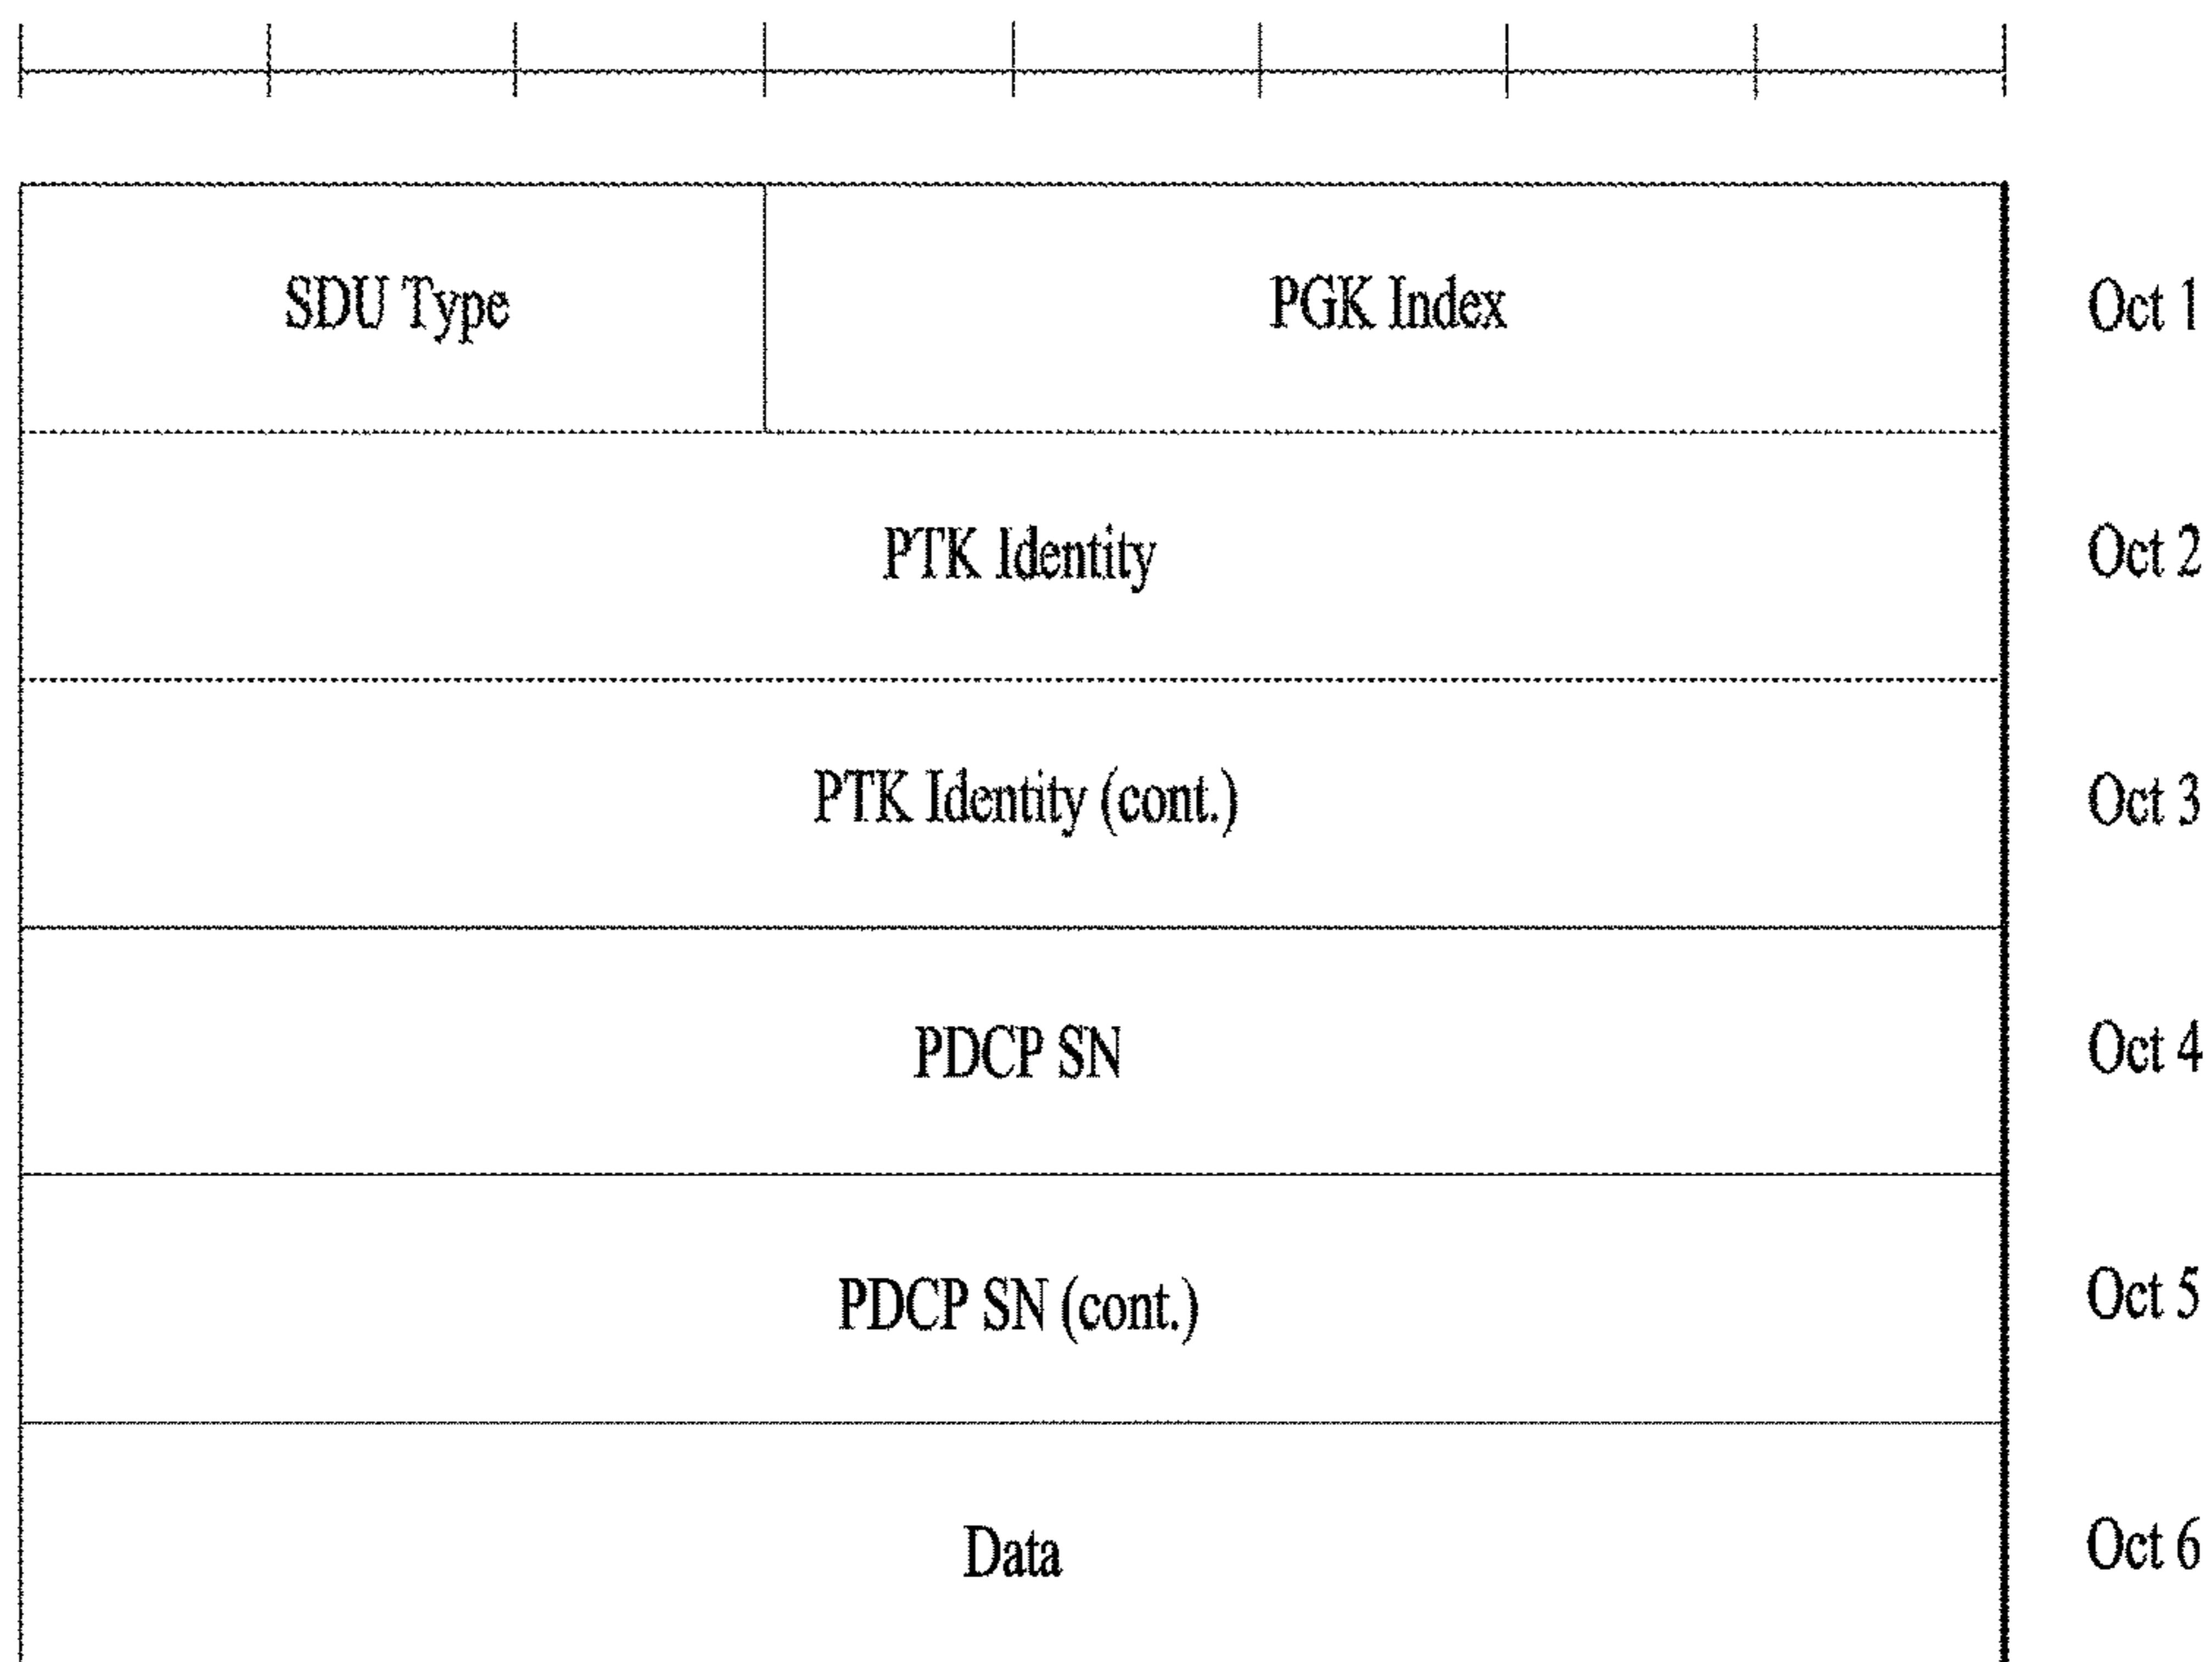 SDU Type PGK Index Oct 1
PTK Identity Oct 2
PTK Identity (cont.) Oct 3
PDCP SN Oct 4
PDCP SN (cont.) Oct 5
Data Oct 6